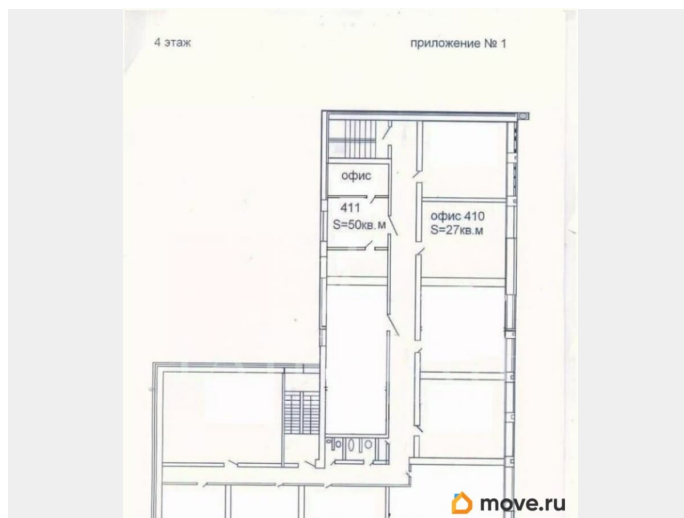 4 этаж
приложение № 1
офис
411
S=50кв.м
офис 410
S=27кв.м
move.ru